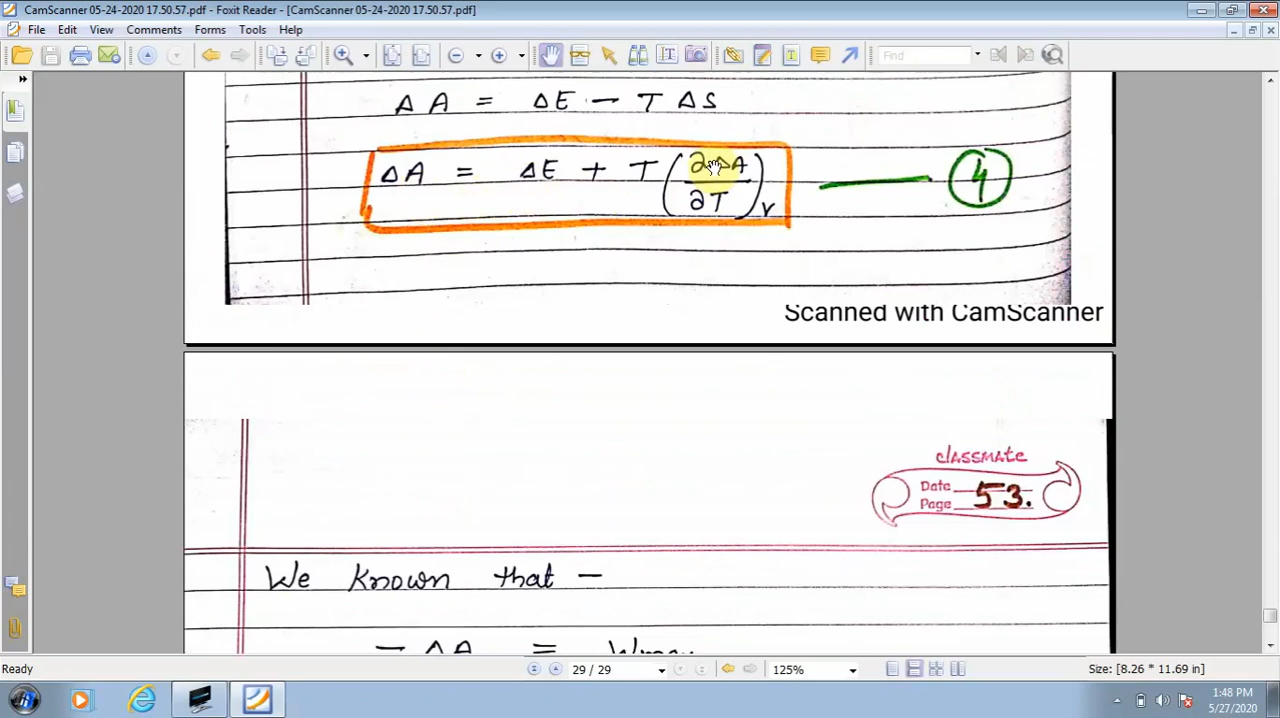 CamScanner 05-24-2020 17.50.57.pdf - Foxit Reader - [CamScanner 05-24-2020 17.50.57.pdf]
File Edit View Comments Forms Tools Help
Find
Δ A = ΔE - T ΔS
ΔA = ΔE + T (∂ΔA/∂T)v ④
Scanned with CamScanner
classmate
Date
Page 53.
We Known that -
- ΔA = Wmax
Ready
29 / 29
125%
Size: [8.26 * 11.69 in]
1:48 PM
5/27/2020